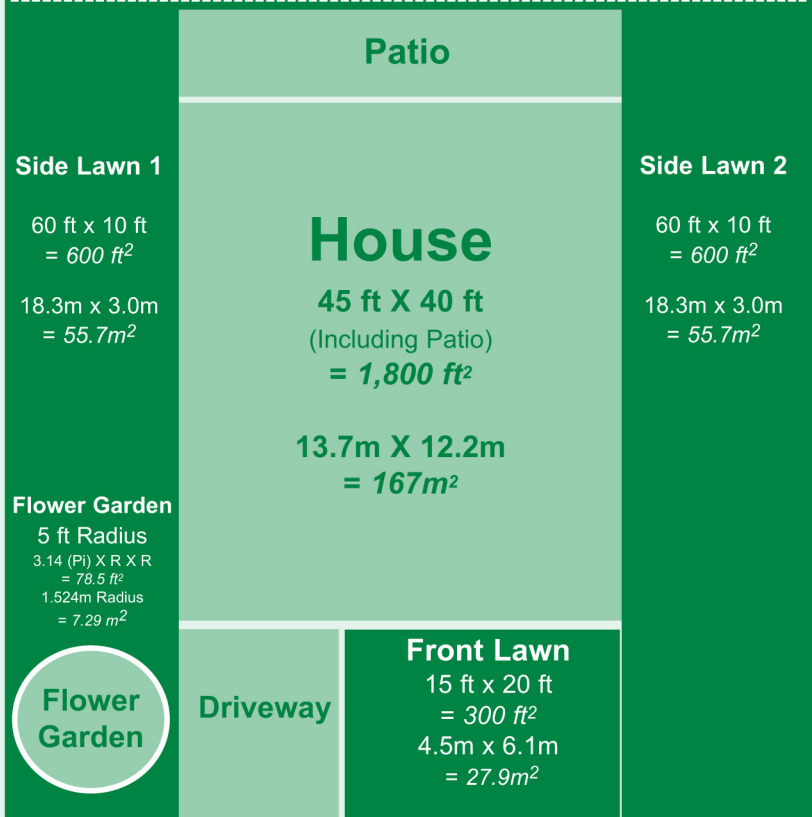 Patio
Side Lawn 1
60 ft x 10 ft
= 600 ft²
18.3m x 3.0m
= 55.7m²
House
45 ft X 40 ft
(Including Patio)
= 1,800 ft²
13.7m X 12.2m
= 167m²
Side Lawn 2
60 ft x 10 ft
= 600 ft²
18.3m x 3.0m
= 55.7m²
Flower Garden
5 ft Radius
3.14 (Pi) X R X R
= 78.5 ft²
1.524m Radius
= 7.29 m²
Flower
Garden
Driveway
Front Lawn
15 ft x 20 ft
= 300 ft²
4.5m x 6.1m
= 27.9m²